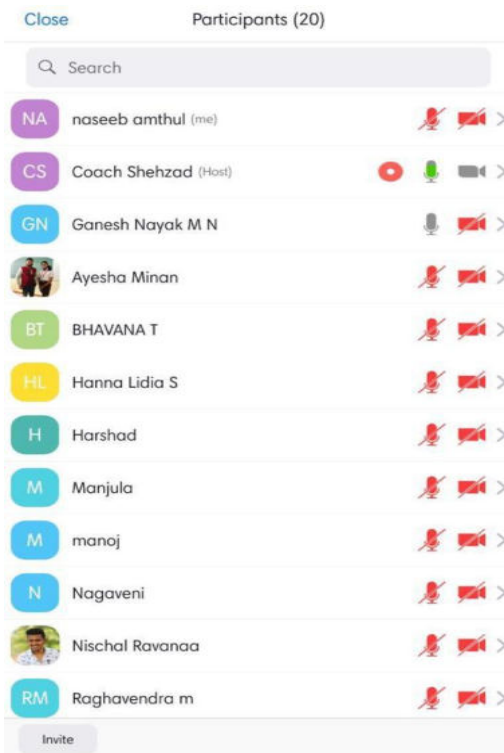 Close Participants (20)
Search
NA naseeb amthul (me)
CS Coach Shehzad (Host)
GN Ganesh Nayak M N
Ayesha Minan
BT BHAVANA T
HL Hanna Lidia S
H Harshad
M Manjula
M manoj
N Nagaveni
Nischal Ravanaa
RM Raghavendra m
Invite